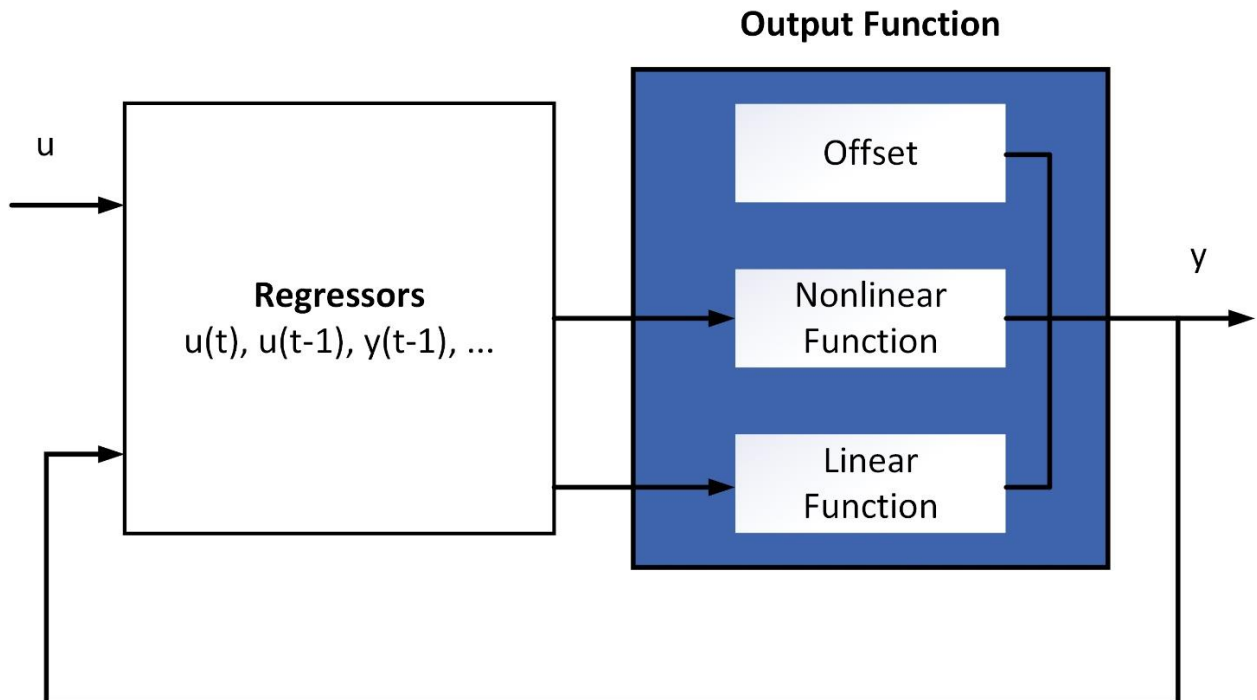 Output Function
u
Regressors
u(t), u(t-1), y(t-1), ...
Offset
Nonlinear
Function
Linear
Function
y